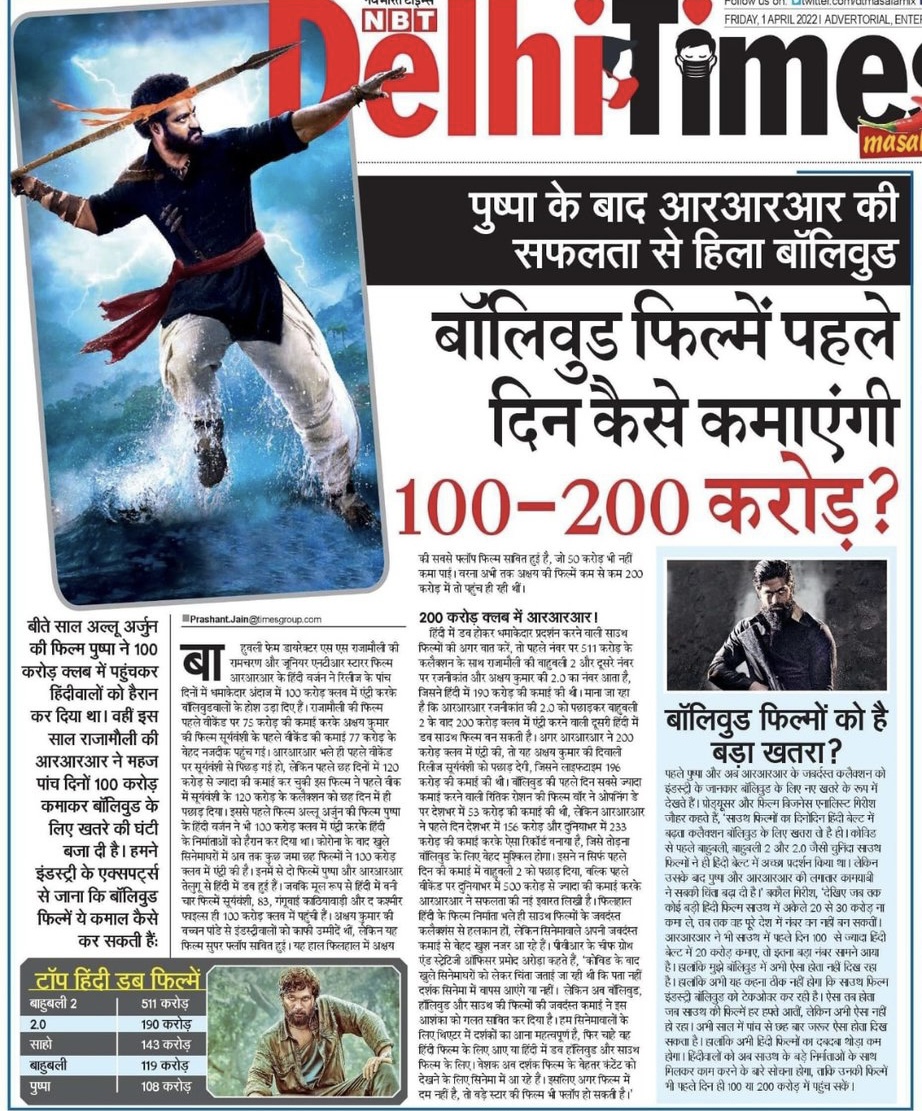 नवभारत टाइम्स
NBT
Delhi Times
masal
FRIDAY, 1 APRIL 2022 | ADVERTORIAL, ENTER
पुष्पा के बाद आरआरआर की
सफलता से हिला बॉलिवुड
बॉलिवुड फिल्में पहले
दिन कैसे कमाएंगी
100-200 करोड़?
बीते साल अल्लू अर्जुन
की फिल्म पुष्पा ने 100
करोड़ क्लब में पहुंचकर
हिंदीवालों को हैरान
कर दिया था। वहीं इस
साल राजामौली की
आरआरआर ने महज
पांच दिनों 100 करोड़
कमाकर बॉलिवुड के
लिए खतरे की घंटी
बजा दी है। हमने
इंडस्ट्री के एक्सपर्ट्स
से जाना कि बॉलिवुड
फिल्में ये कमाल कैसे
कर सकती हैं:
Prashant.Jain@timesgroup.com
बाहुबली फेम डायरेक्टर एस एस राजामौली की
रामचरण और जूनियर एनटीआर स्टारर फिल्म
आरआरआर के हिंदी वर्जन ने रिलीज के पांच
दिनों में धमाकेदार अंदाज में 100 करोड़ क्लब में एंट्री करके
बॉलिवुडवालों के होश उड़ा दिए हैं। राजामौली की फिल्म
पहले वीकेंड पर 75 करोड़ की कमाई करके अक्षय कुमार
की फिल्म सूर्यवंशी के पहले वीकेंड की कमाई 77 करोड़ के
बेहद नजदीक पहुंच गई। आरआरआर भले ही पहले वीकेंड
पर सूर्यवंशी से पिछड़ गई हो, लेकिन पहले छह दिनों में 120
करोड़ से ज्यादा की कमाई कर चुकी इस फिल्म ने पहले वीक
में सूर्यवंशी के 120 करोड़ के कलेक्शन को छह दिन में ही
पछाड़ दिया। इससे पहले फिल्म अल्लू अर्जुन की फिल्म पुष्पा
के हिंदी वर्जन ने भी 100 करोड़ क्लब में एंट्री करके हिंदी
के निर्माताओं को हैरान कर दिया था। कोरोना के बाद खुले
सिनेमाघरों में अब तक कुछ जमा छह फिल्मों ने 100 करोड़
क्लब में एंट्री की है। इनमें से दो फिल्में पुष्पा और आरआरआर
तेलुगू से हिंदी में डब हुई हैं। जबकि मूल रूप से हिंदी में बनी
चार फिल्में सूर्यवंशी, 83, गंगूबाई काठियावाड़ी और द कश्मीर
फाइल्स ही 100 करोड़ क्लब में पहुंची हैं। अक्षय कुमार की
बच्चन पांडे से इंडस्ट्रीवालों को काफी उम्मीदें थीं, लेकिन यह
फिल्म सुपर फ्लॉप साबित हुई। यह हाल फिलहाल में अक्षय
की सबसे फ्लॉप फिल्म साबित हुई है, जो 50 करोड़ भी नहीं
कमा पाई। वरना अभी तक अक्षय की फिल्में कम से कम 200
करोड़ में तो पहुंच ही रही थीं।
200 करोड़ क्लब में आरआरआर!
हिंदी में डब होकर धमाकेदार प्रदर्शन करने वाली साउथ
फिल्मों की अगर बात करें, तो पहले नंबर पर 511 करोड़ के
कलैक्शन के साथ राजामौली की बाहुबली 2 और दूसरे नंबर
पर रजनीकांत और अक्षय कुमार की 2.0 का नंबर आता है,
जिसने हिंदी में 190 करोड़ की कमाई की थी। माना जा रहा
है कि आरआरआर रजनीकांत की 2.0 को पछाड़कर बाहुबली
2 के बाद 200 करोड़ क्लब में एंट्री करने वाली दूसरी हिंदी में
डब साउथ फिल्म बन सकती है। अगर आरआरआर ने 200
करोड़ क्लब में एंट्री की, तो यह अक्षय कुमार की दिवाली
रिलीज सूर्यवंशी को पछाड़ देगी, जिसने लाइफटाइम 196
करोड़ की कमाई की थी। बॉलिवुड की पहले दिन सबसे ज्यादा
कमाई करने वाली रितिक रोशन की फिल्म वॉर ने ओपनिंग डे
पर देशभर में 53 करोड़ की कमाई की थी, लेकिन आरआरआर
ने पहले दिन देशभर में 156 करोड़ और दुनियाभर में 233
करोड़ की कमाई करके ऐसा रिकॉर्ड बनाया है, जिसे तोड़ना
बॉलिवुड के लिए बेहद मुश्किल होगा। इसने न सिर्फ पहले
दिन की कमाई में बाहुबली 2 को पछाड़ दिया, बल्कि पहले
वीकेंड पर दुनियाभर में 500 करोड़ से ज्यादा की कमाई करके
आरआरआर ने सफलता की नई इबारत लिखी है। फिलहाल
हिंदी के फिल्म निर्माता भले ही साउथ फिल्मों के जबर्दस्त
कलैक्शन से हलकान हों, लेकिन सिनेमावाले अपनी जबर्दस्त
कमाई से बेहद खुश नजर आ रहे हैं। पीवीआर के चीफ ग्रोथ
एंड स्ट्रेटिजी ऑफिसर प्रमोद अरोड़ा कहते हैं, 'कोविड के बाद
खुले सिनेमाघरों को लेकर चिंता जताई जा रही थी कि पता नहीं
दर्शक सिनेमा में वापस आएंगे या नहीं। लेकिन अब बॉलिवुड,
हॉलिवुड और साउथ की फिल्मों की जबर्दस्त कमाई ने इस
आशंका को गलत साबित कर दिया है। हम सिनेमावालों के
लिए थिएटर में दर्शकों का आना महत्वपूर्ण है, फिर चाहे वह
हिंदी फिल्म के लिए आए या हिंदी में डब हॉलिवुड और साउथ
फिल्म के लिए। बेशक अब दर्शक फिल्म के बेहतर कंटेंट को
देखने के लिए सिनेमा में आ रहे हैं। इसलिए अगर फिल्म में
दम नहीं है, तो बड़े स्टार की फिल्म भी फ्लॉप हो सकती है।'
बॉलिवुड फिल्मों को है
बड़ा खतरा?
पहले पुष्पा और अब आरआरआर के जबर्दस्त कलैक्शन को
इंडस्ट्री के जानकार बॉलिवुड के लिए नए खतरे के रूप में
देखते हैं। प्रोड्यूसर और फिल्म बिजनेस एनालिस्ट गिरीश
जौहर कहते हैं, 'साउथ फिल्मों का दिनोंदिन हिंदी बेल्ट में
बढ़ता कलैक्शन बॉलिवुड के लिए खतरा तो है ही। कोविड
से पहले बाहुबली, बाहुबली 2 और 2.0 जैसी चुनिंदा साउथ
फिल्मों ने ही हिंदी बेल्ट में अच्छा प्रदर्शन किया था। लेकिन
उसके बाद पुष्पा और आरआरआर की लगातार कामयाबी
ने सबकी चिंता बढ़ा दी है।' बकौल गिरीश, 'देखिए जब तक
कोई बड़ी हिंदी फिल्म साउथ में अकेले 20 से 30 करोड़ ना
कमा ले, तब तक वह पूरे देश में नंबर वन नहीं बन सकतीं।
आरआरआर ने भी साउथ में पहले दिन 100 से ज्यादा हिंदी
बेल्ट में 20 करोड़ कमाए, तो इतना बड़ा नंबर सामने आया
है। हालांकि मुझे बॉलिवुड में अभी ऐसा होता नहीं दिख रहा
है। हालांकि अभी यह कहना ठीक नहीं होगा कि साउथ फिल्म
इंडस्ट्री बॉलिवुड को टेकओवर कर रही है। ऐसा तब होता
जब साउथ की फिल्में हर हफ्ते आतीं, लेकिन अभी ऐसा नहीं
हो रहा। अभी साल में पांच से छह बार जरूर ऐसा होता दिख
सकता है। हालांकि अभी हिंदी फिल्मों का दबदबा थोड़ा कम
होगा। हिंदीवालों को अब साउथ के बड़े निर्माताओं के साथ
मिलकर काम करने के बारे सोचना होगा, ताकि उनकी फिल्में
भी पहले दिन ही 100 या 200 करोड़ में पहुंच सकें।
टॉप हिंदी डब फिल्में
बाहुबली 2 511 करोड़
2.0 190 करोड़
साहो 143 करोड़
बाहुबली 119 करोड़
पुष्पा 108 करोड़